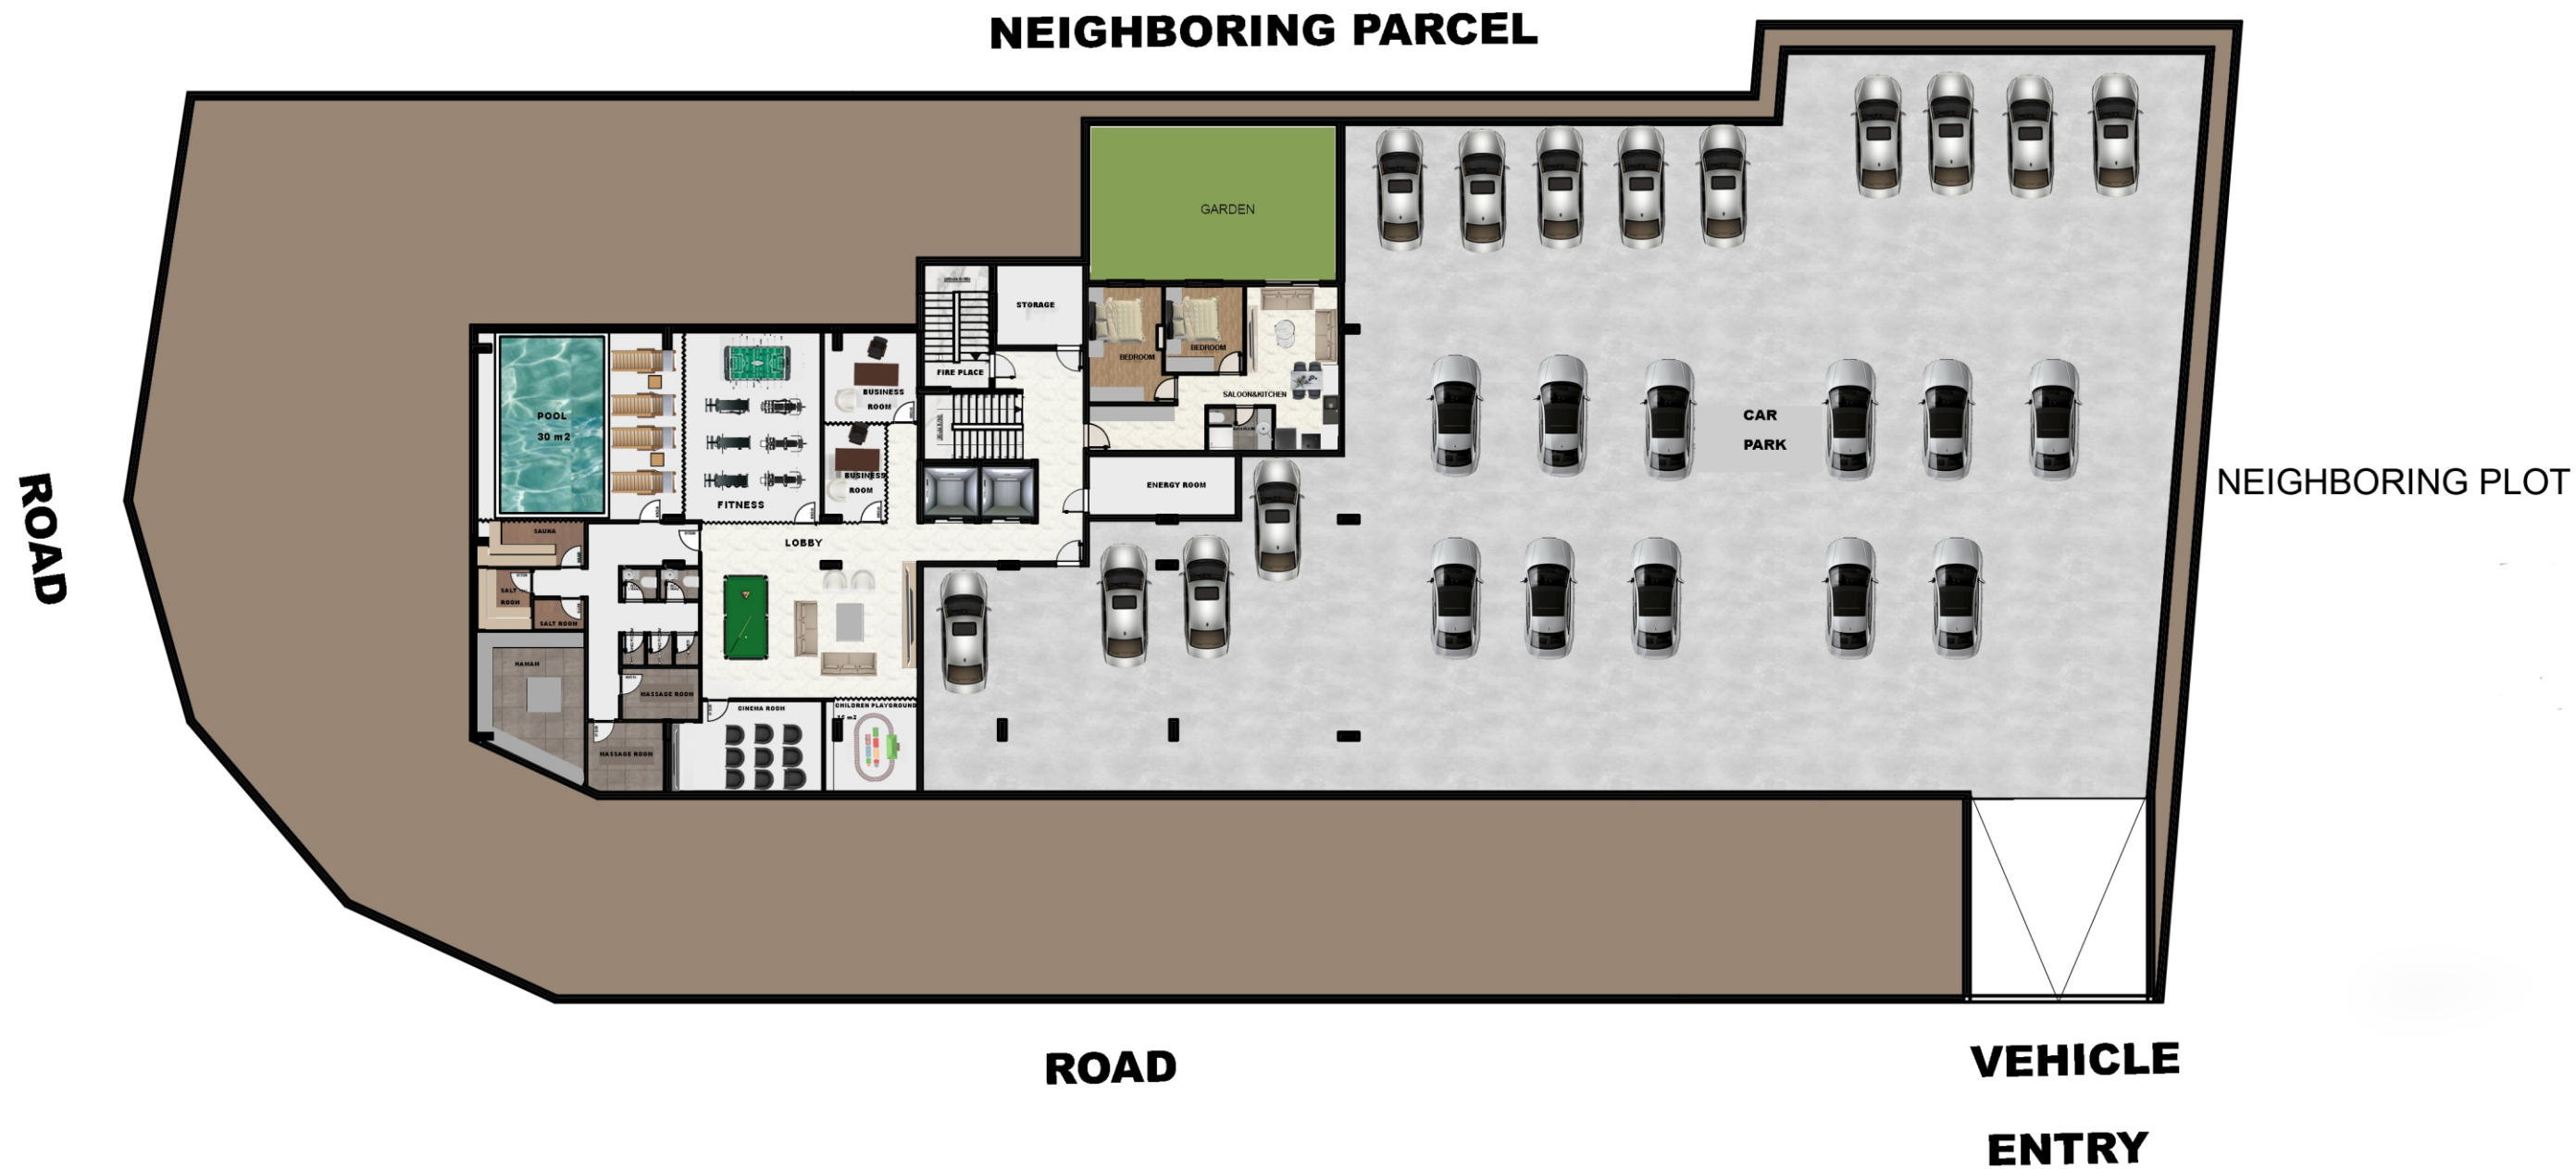 NEIGHBORING PARCEL
GARDEN
STORAGE
FIRE PLACE
BEDROOM
BEDROOM
SALOON&KITCHEN
BUSINESS
ROOM
BUSINESS
ROOM
POOL
30 m2
FITNESS
ENERGY ROOM
CAR
PARK
NEIGHBORING PLOT
ROAD
LOBBY
SAUNA
SALT
ROOM
SALT ROOM
HAMAM
MASSAGE ROOM
MASSAGE ROOM
CINEMA ROOM
CHILDREN PLAYGROUND
15 m2
ROAD
VEHICLE
ENTRY